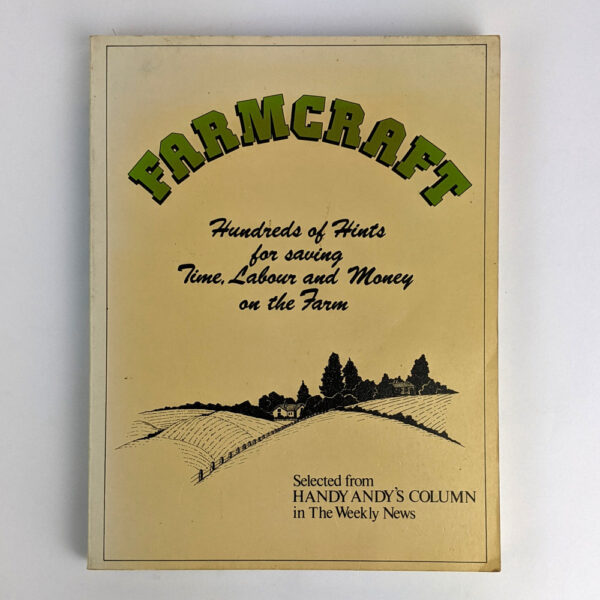 FARMCRAFT
Hundreds of Hints
for saving
Time, Labour and Money
on the Farm
Selected from
HANDY ANDY'S COLUMN
in The Weekly News